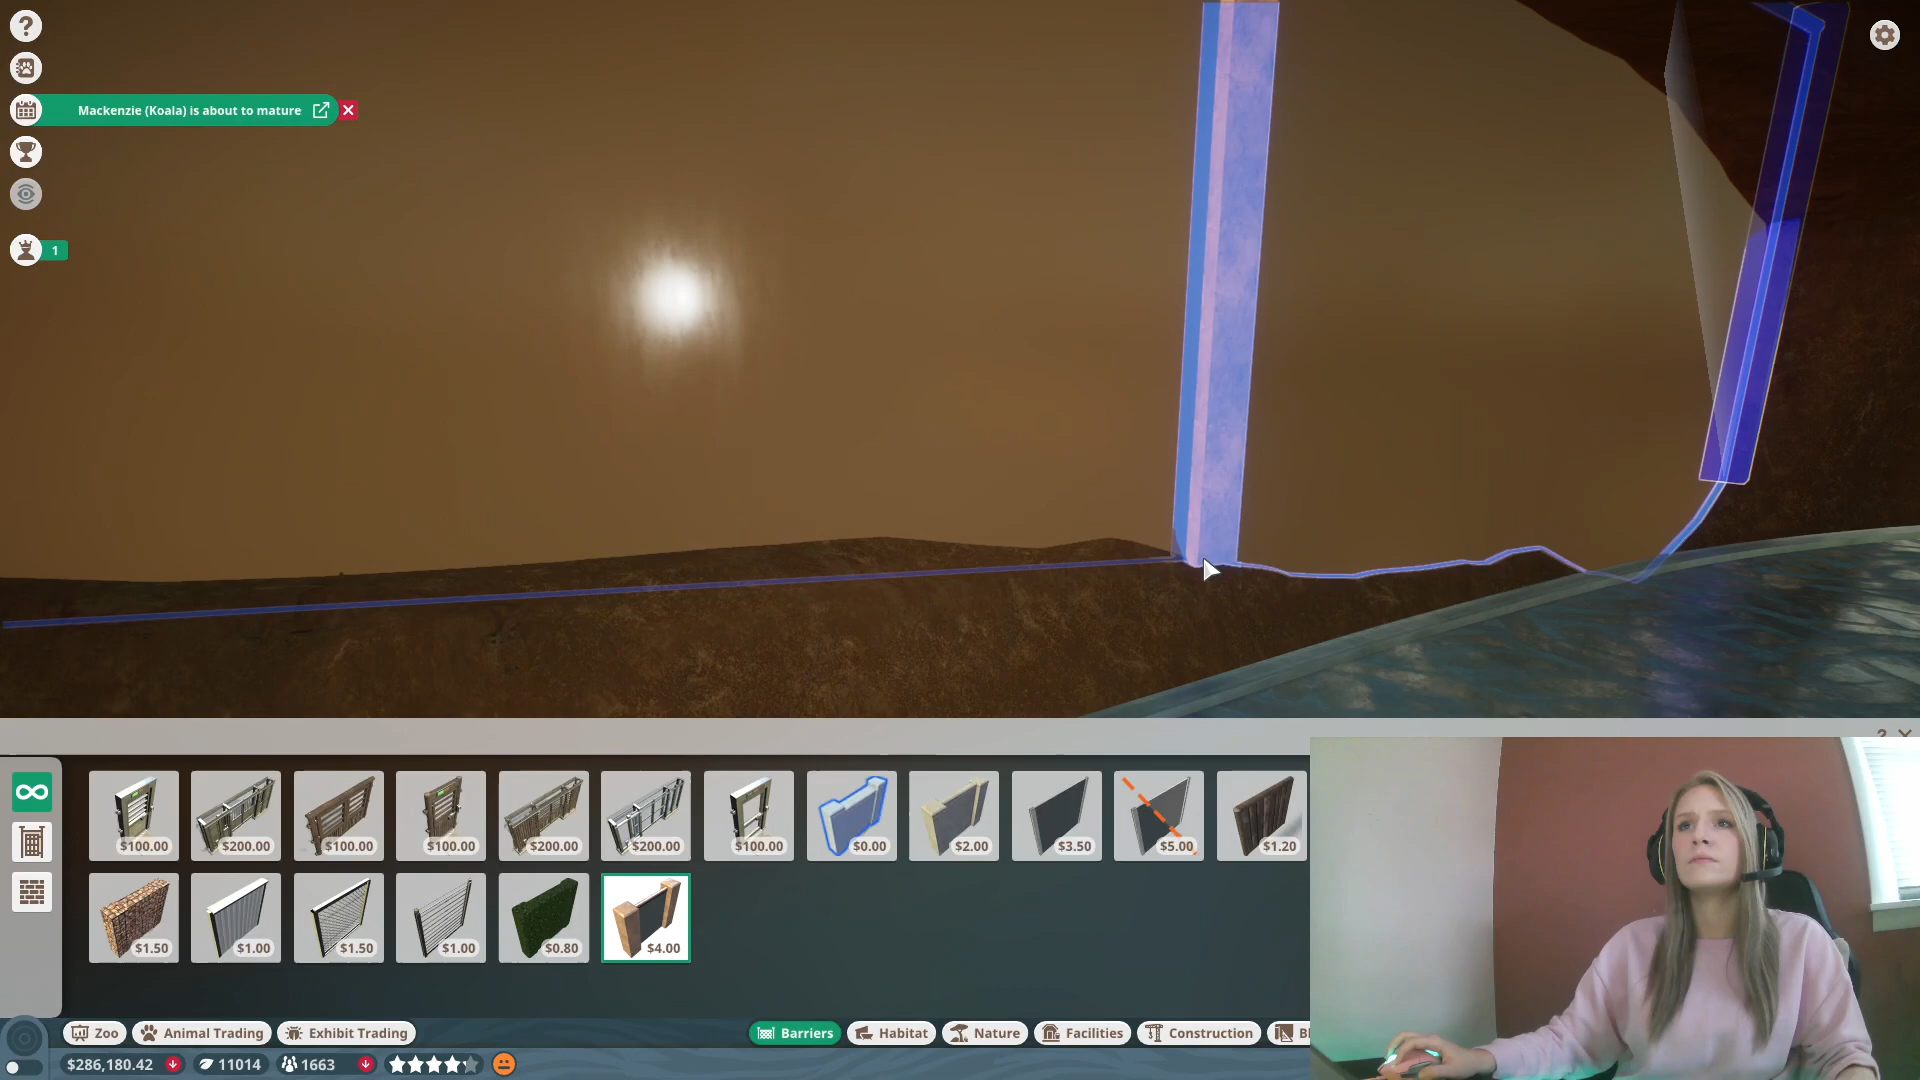 ?
Mackenzie (Koala) is about to mature
1
?
$100.00 $200.00 $100.00 $100.00 $200.00 $200.00 $100.00 $0.00 $2.00 $3.50 $5.00 $1.20
$1.50 $1.00 $1.50 $1.00 $0.80 $4.00
Zoo Animal Trading Exhibit Trading Barriers Habitat Nature Facilities Construction
$286,180.42 11014 1663